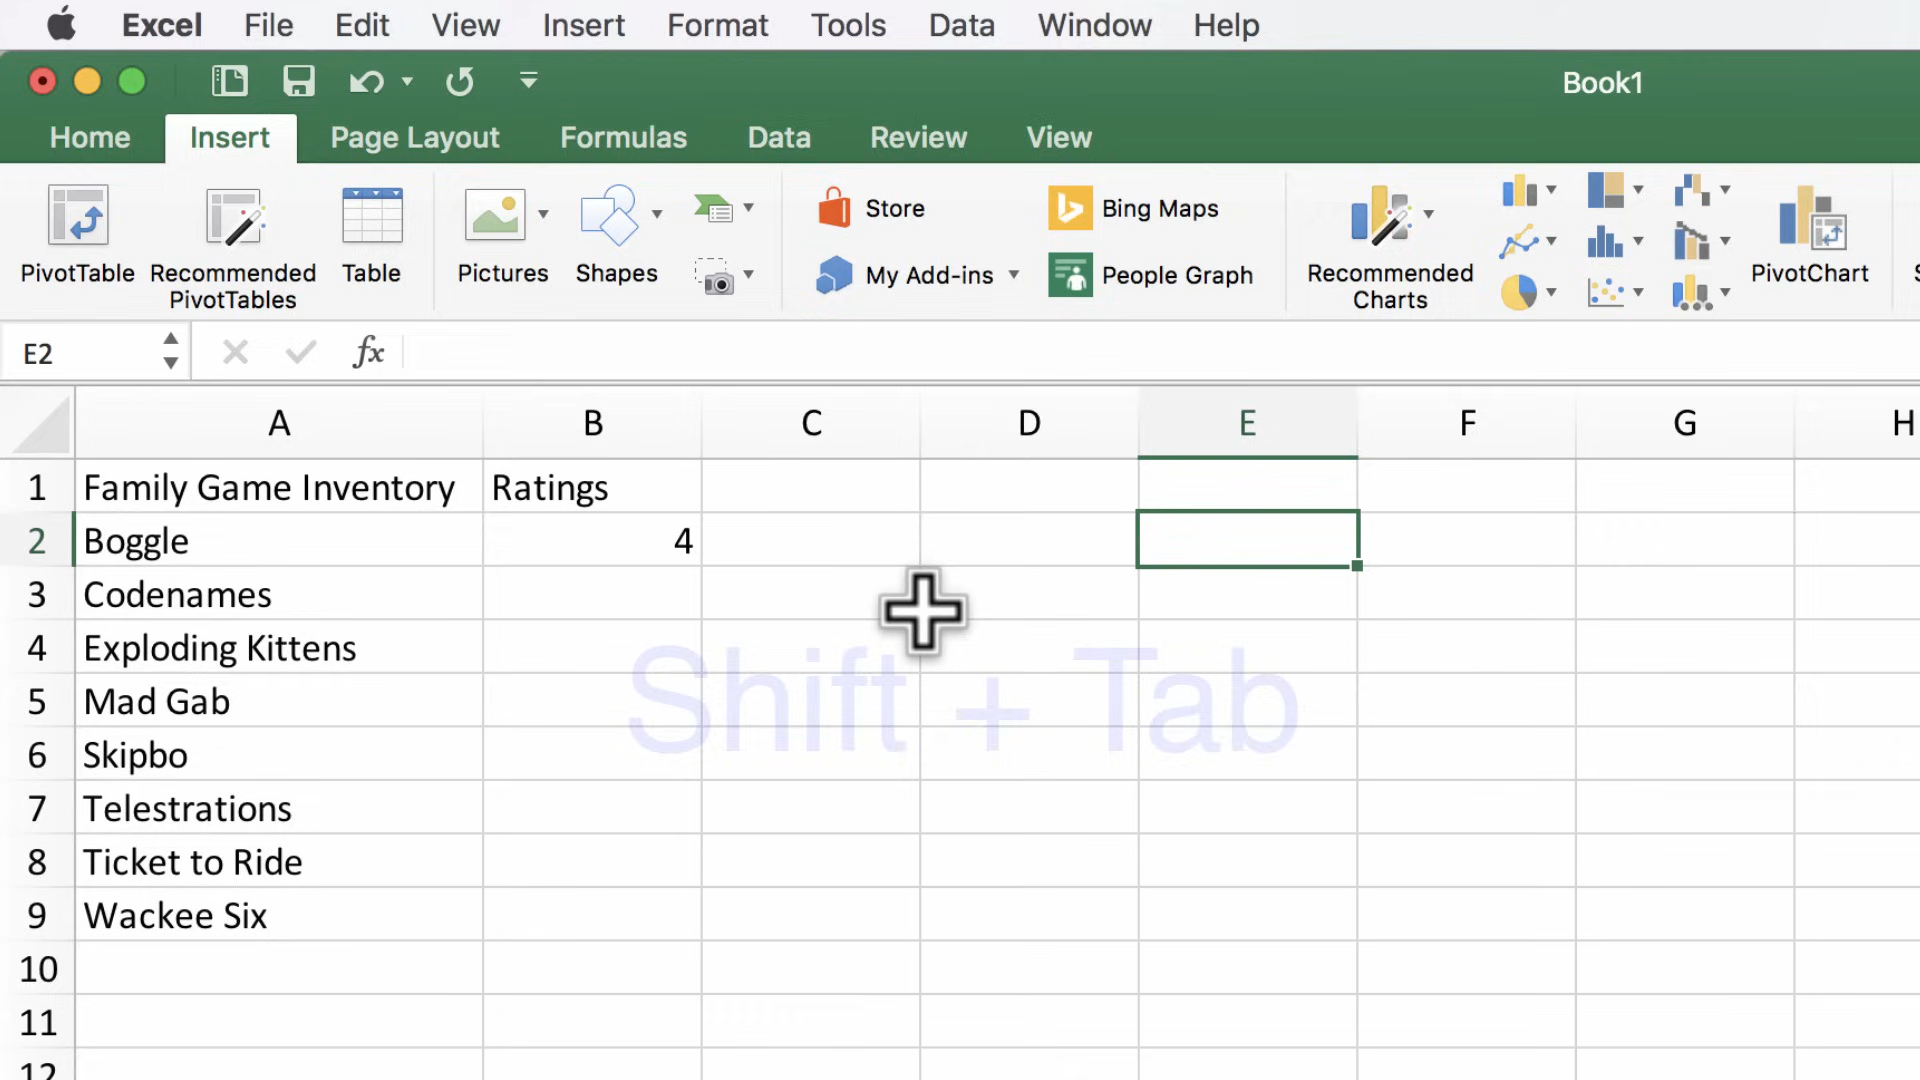 Excel File Edit View Insert Format Tools Data Window Help
Book1
Home Insert Page Layout Formulas Data Review View
PivotTable
Recommended
PivotTables
Table
Pictures
Shapes
Store
My Add-ins
Bing Maps
People Graph
Recommended
Charts
PivotChart
S
E2 fx
A B C D E F G H
1 Family Game Inventory Ratings
2 Boggle 4
3 Codenames
4 Exploding Kittens
5 Mad Gab
6 Skipbo
7 Telestrations
8 Ticket to Ride
9 Wackee Six
10
11
12
Shift + Tab